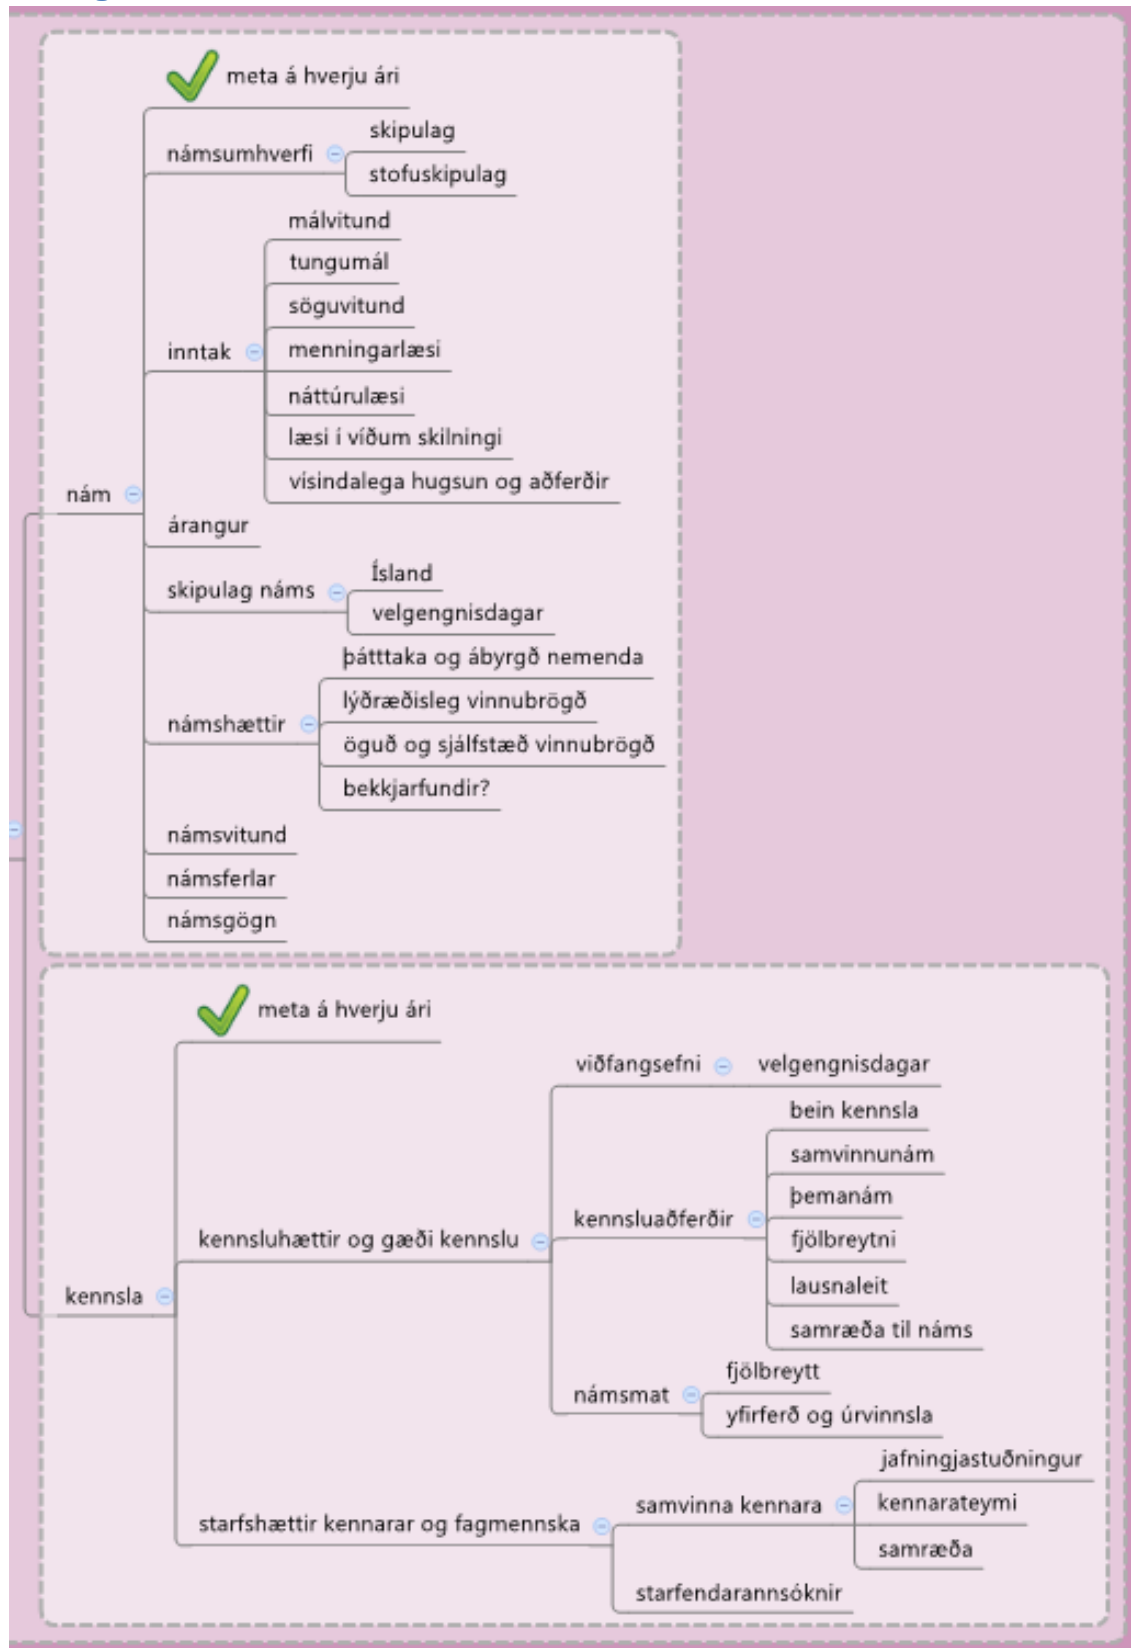 meta á hverju ári
námsumhverfi
skipulag
stofuskipulag
inntak
málvitund
tungumál
söguvitund
menningarlæsi
náttúrulæsi
læsi í víðum skilningi
vísindalega hugsun og aðferðir
nám
árangur
skipulag náms
Ísland
velgengnisdagar
námshættir
þátttaka og ábyrgð nemenda
lýðræðisleg vinnubrögð
öguð og sjálfstæð vinnubrögð
bekkjarfundir?
námsvitund
námsferlar
námsgögn
meta á hverju ári
kennsla
kennsluhættir og gæði kennslu
viðfangsefni
velgengnisdagar
kennsluaðferðir
bein kennsla
samvinnunám
þemanám
fjölbreytni
lausnaleit
samræða til náms
námsmat
fjölbreytt
yfirferð og úrvinnsla
starfshættir kennarar og fagmennska
samvinna kennara
jafningjastuðningur
kennarateymi
samræða
starfendarannsóknir